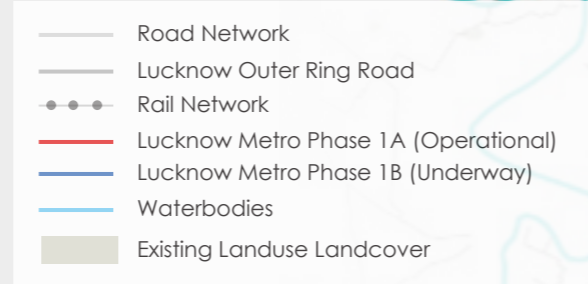 Road Network
Lucknow Outer Ring Road
Rail Network
Lucknow Metro Phase 1A (Operational)
Lucknow Metro Phase 1B (Underway)
Waterbodies
Existing Landuse Landcover